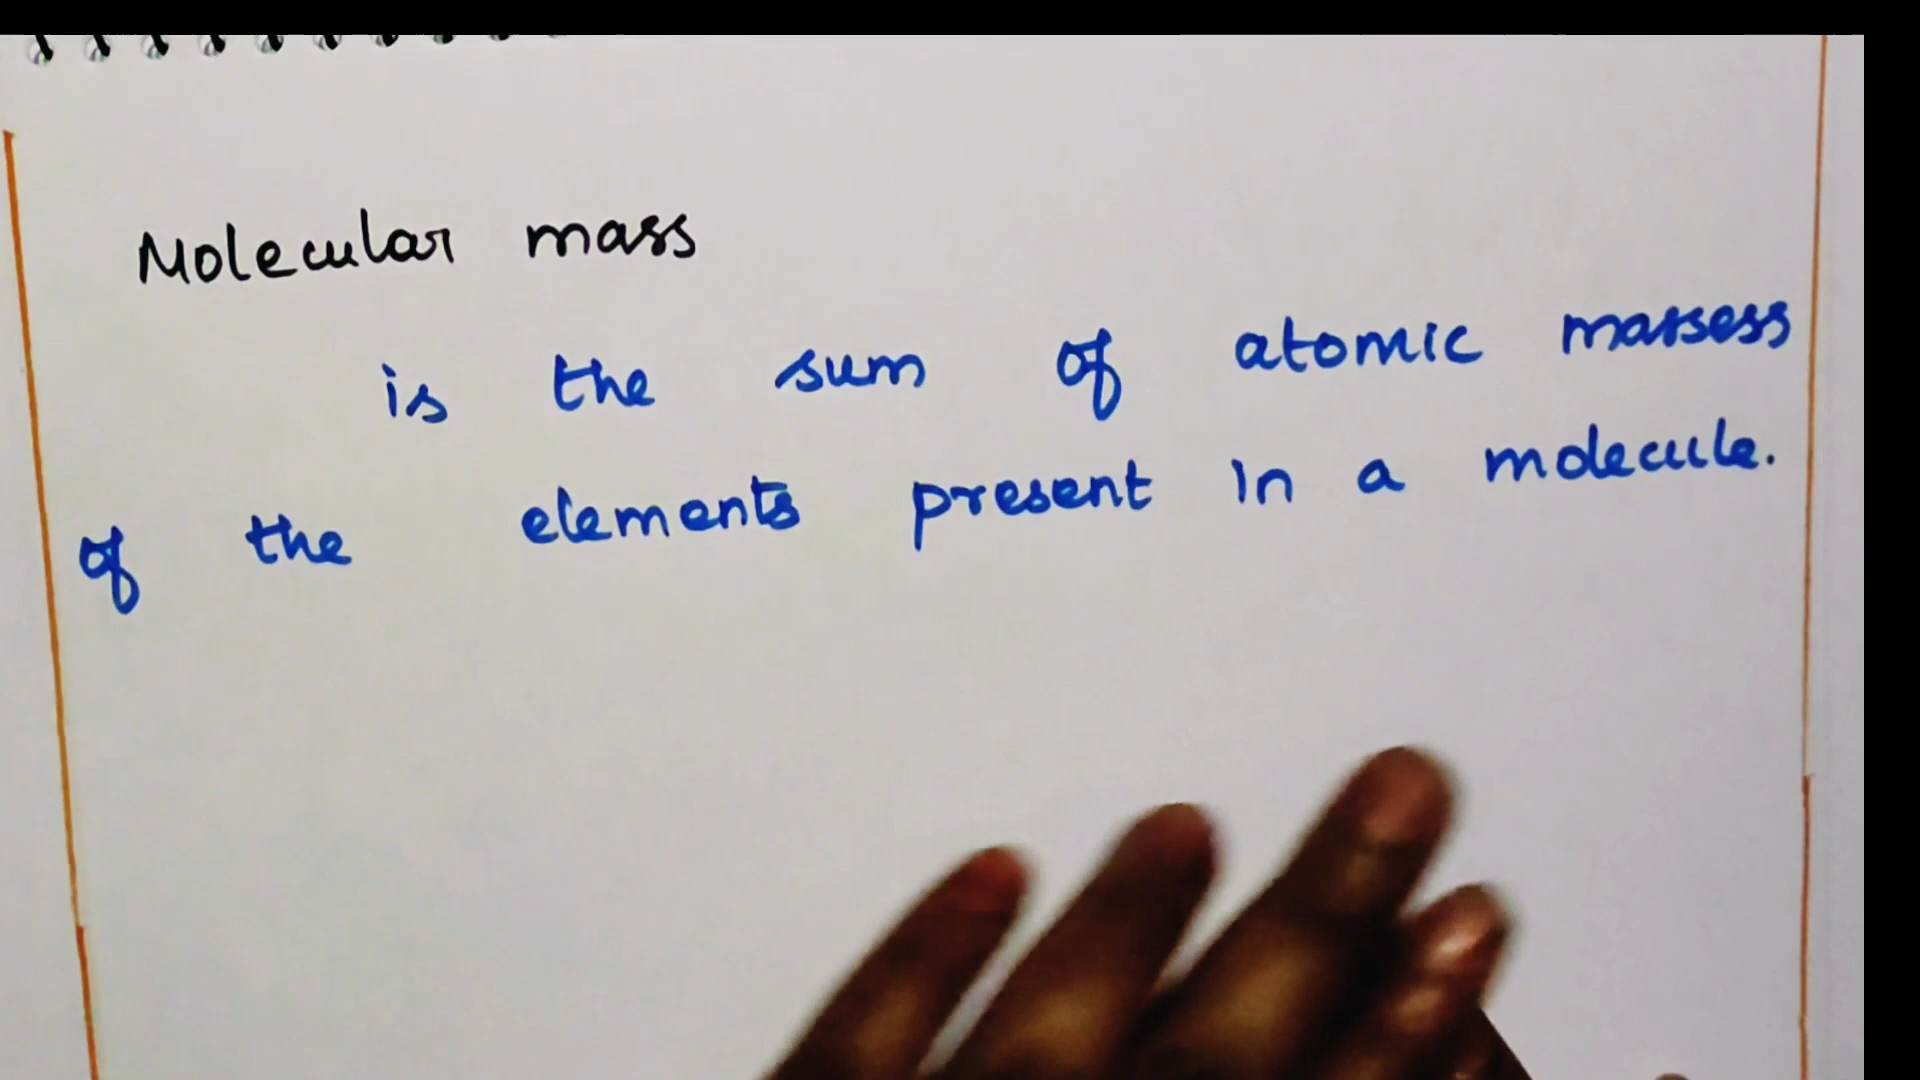 Molecular mass
is the sum of atomic massess
of the elements present in a molecule.